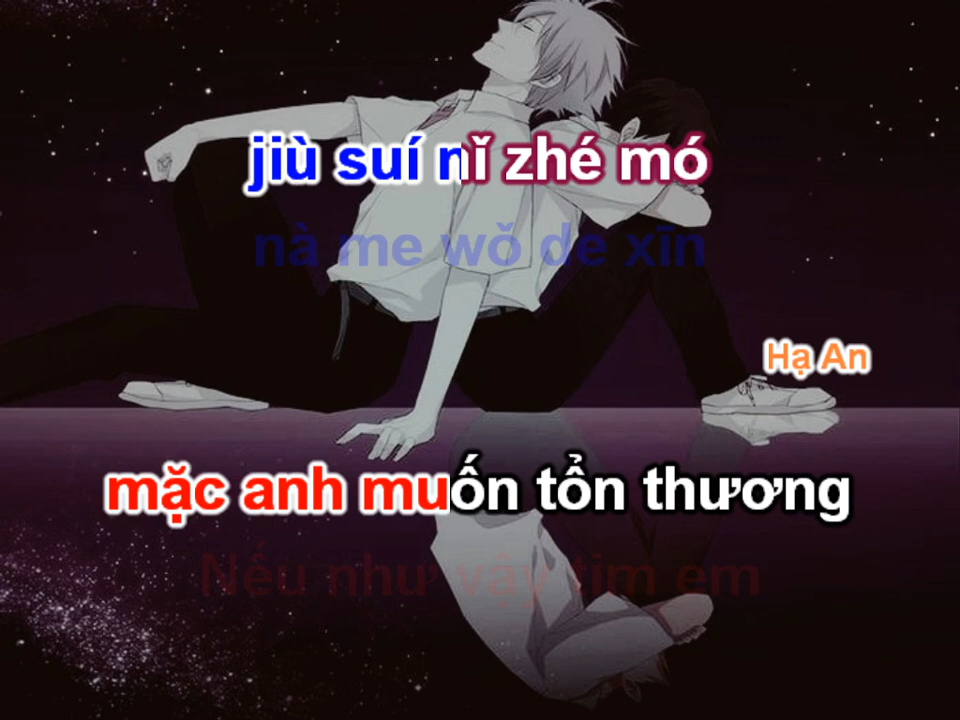 jiù suí nǐ zhé mó
nà me wǒ de xīn
Hạ An
mặc anh muốn tổn thương
Nếu như vậy tim em